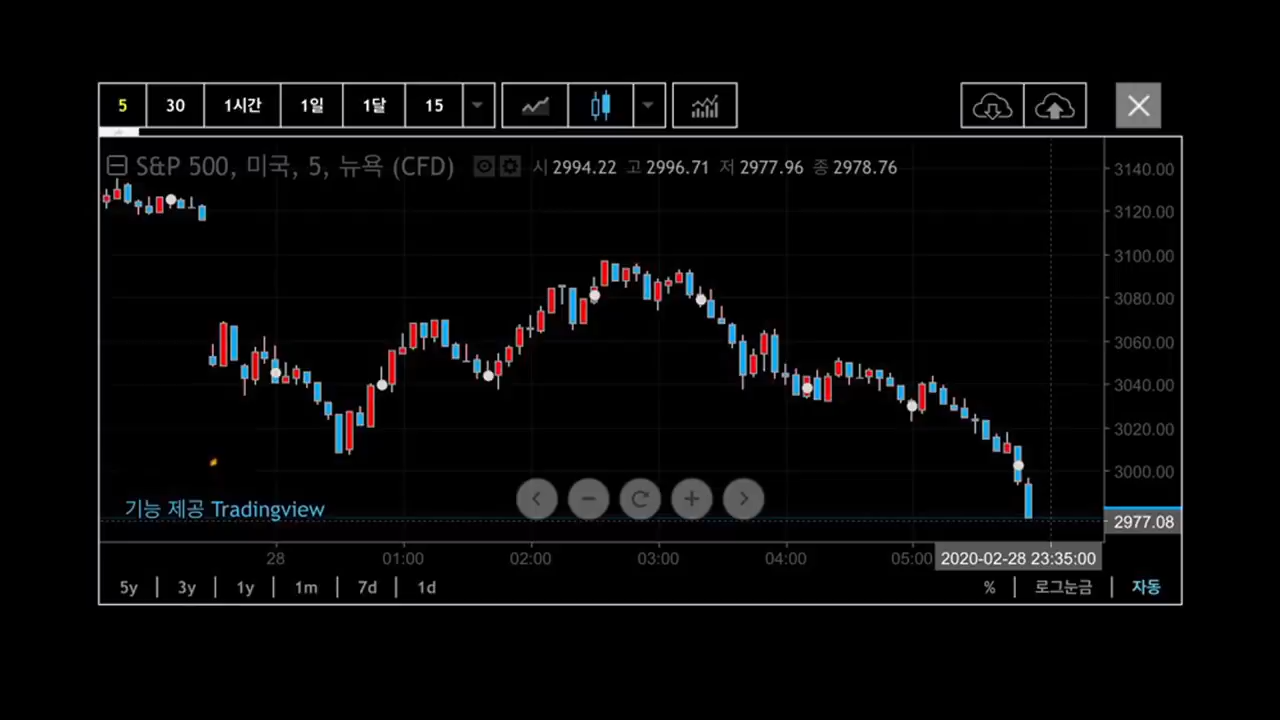 5 30 1시간 1일 1달 15
S&P 500, 미국, 5, 뉴욕 (CFD) 시 2994.22 고 2996.71 저 2977.96 종 2978.76
3140.00
3120.00
3100.00
3080.00
3060.00
3040.00
3020.00
3000.00
기능 제공 Tradingview
2977.08
28 01:00 02:00 03:00 04:00 05:00 2020-02-28 23:35:00
5y | 3y | 1y | 1m | 7d | 1d % | 로그눈금 | 자동